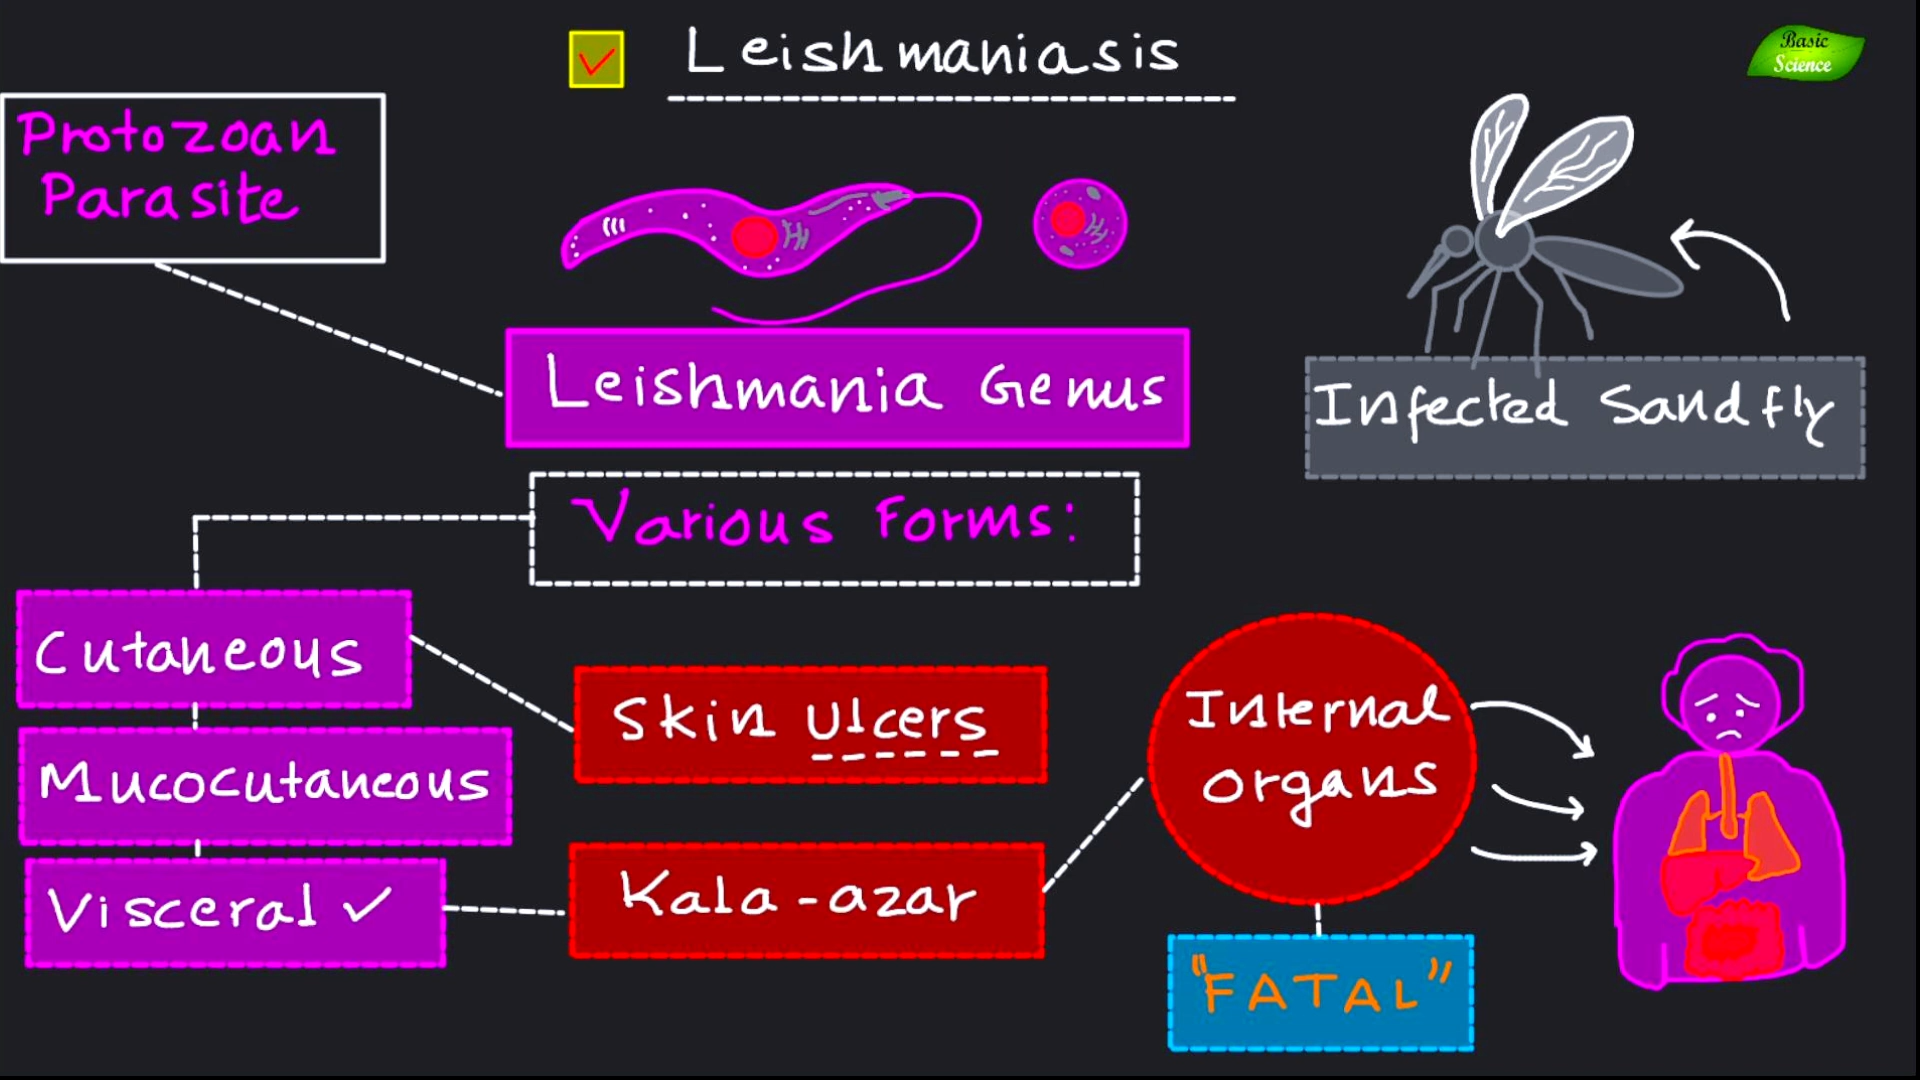 Leishmaniasis
Basic
Science
Protozoan
Parasite
Leishmania Genus
Infected Sandfly
Various Forms:
Cutaneous
Skin Ulcers
Mucocutaneous
Visceral ✓
Kala-azar
Internal
organs
"FATAL"